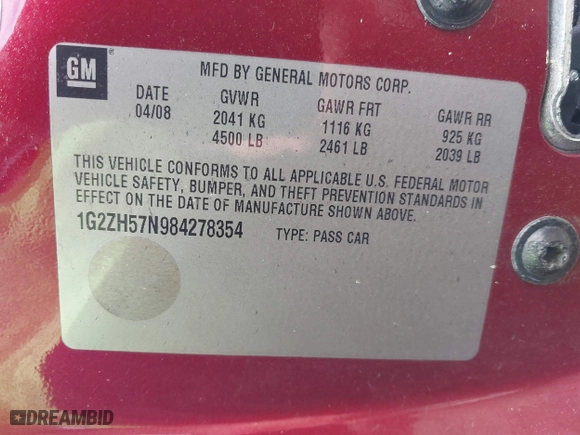 GM
MFD BY GENERAL MOTORS CORP.
DATE GVWR GAWR FRT GAWR RR
04/08 2041 KG 1116 KG 925 KG
4500 LB 2461 LB 2039 LB
THIS VEHICLE CONFORMS TO ALL APPLICABLE U.S. FEDERAL MOTOR
VEHICLE SAFETY, BUMPER, AND THEFT PREVENTION STANDARDS IN
EFFECT ON THE DATE OF MANUFACTURE SHOWN ABOVE.
1G2ZH57N984278354 TYPE: PASS CAR
DREAMBID